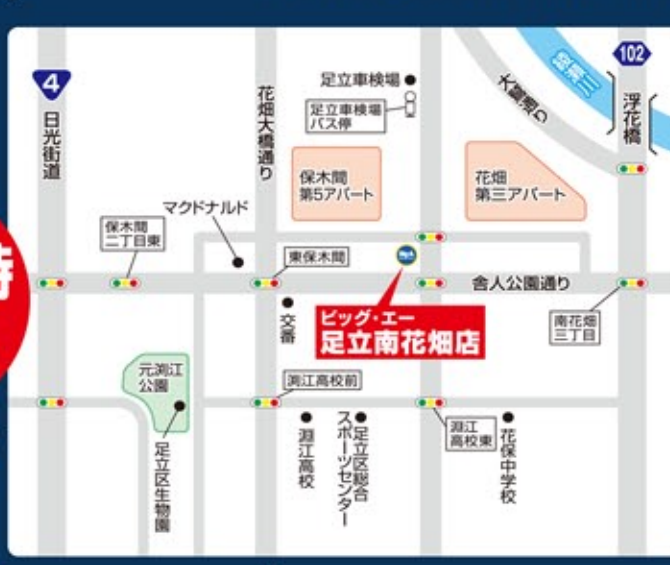 4
日光街道
花畑大橋通り
足立車検場
足立車検場
バス停
大鷲通り
102
浮花橋
保木間
第5アパート
花畑
第三アパート
マクドナルド
保木間
二丁目東
東保木間
舎人公園通り
交番
ビッグ・エー
足立南花畑店
南花畑
三丁目
元渕江
公園
渕江高校前
足立区生物園
淵江高校
足立区総合
スポーツセンター
淵江
高校東
花保中学校